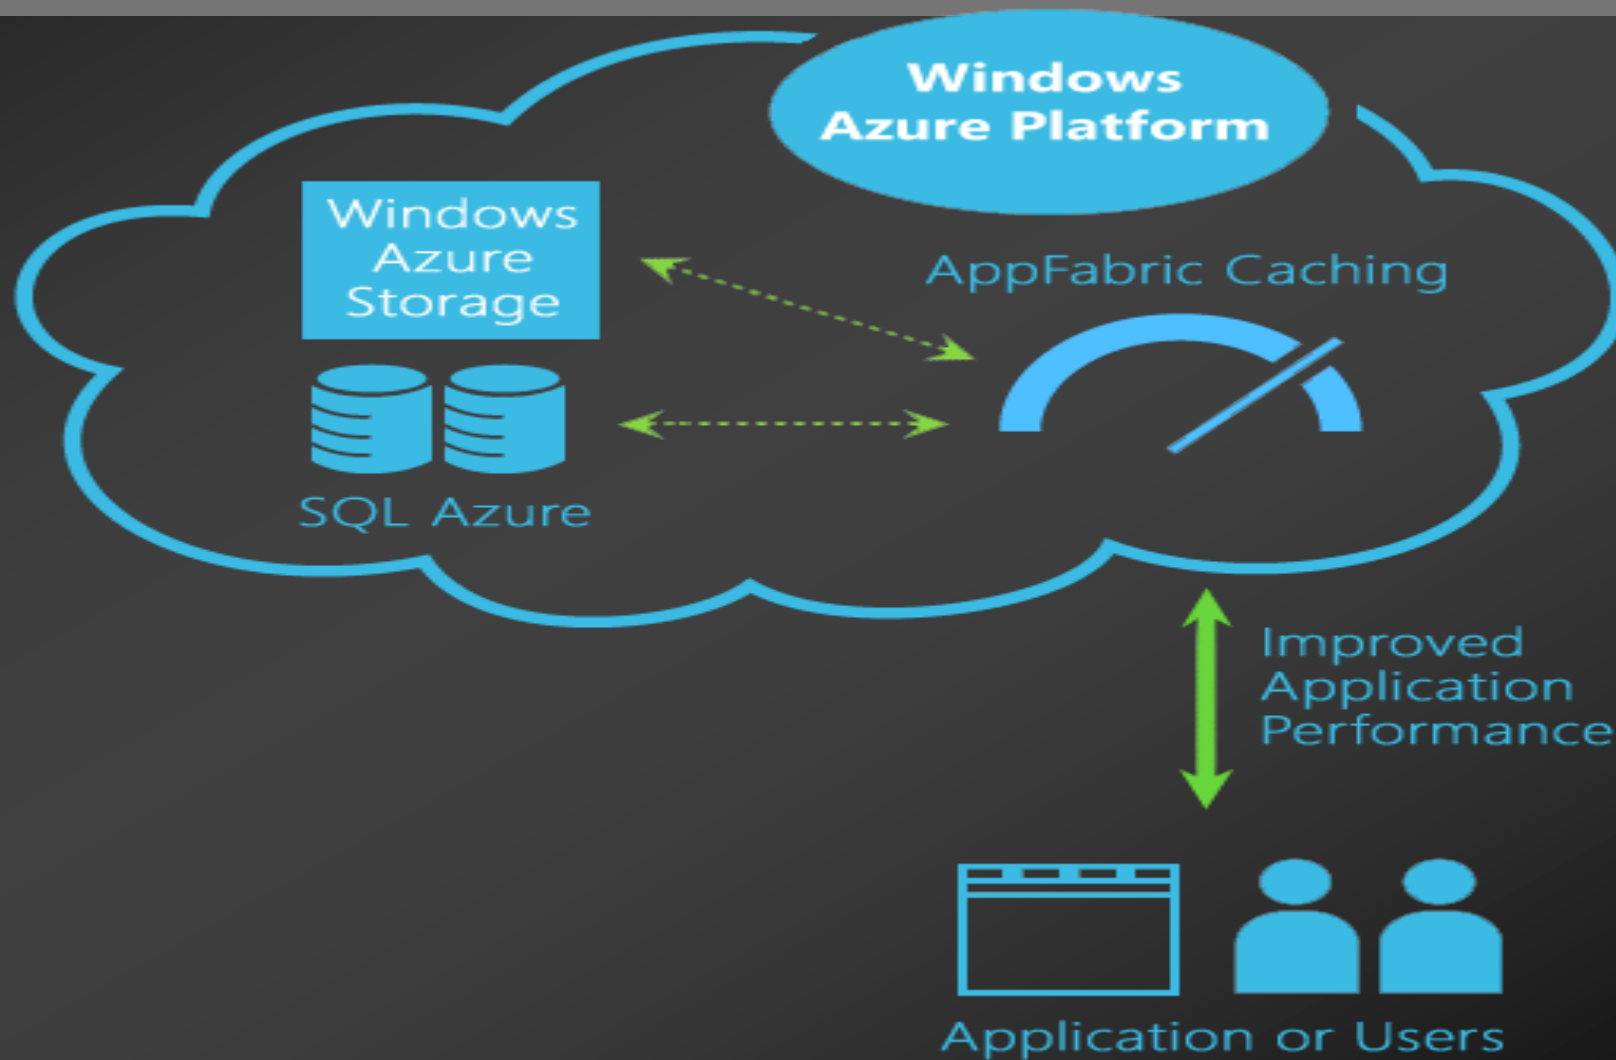 Windows
Azure Platform
Windows
Azure
Storage
AppFabric Caching
SQL Azure
Improved
Application
Performance
Application or Users